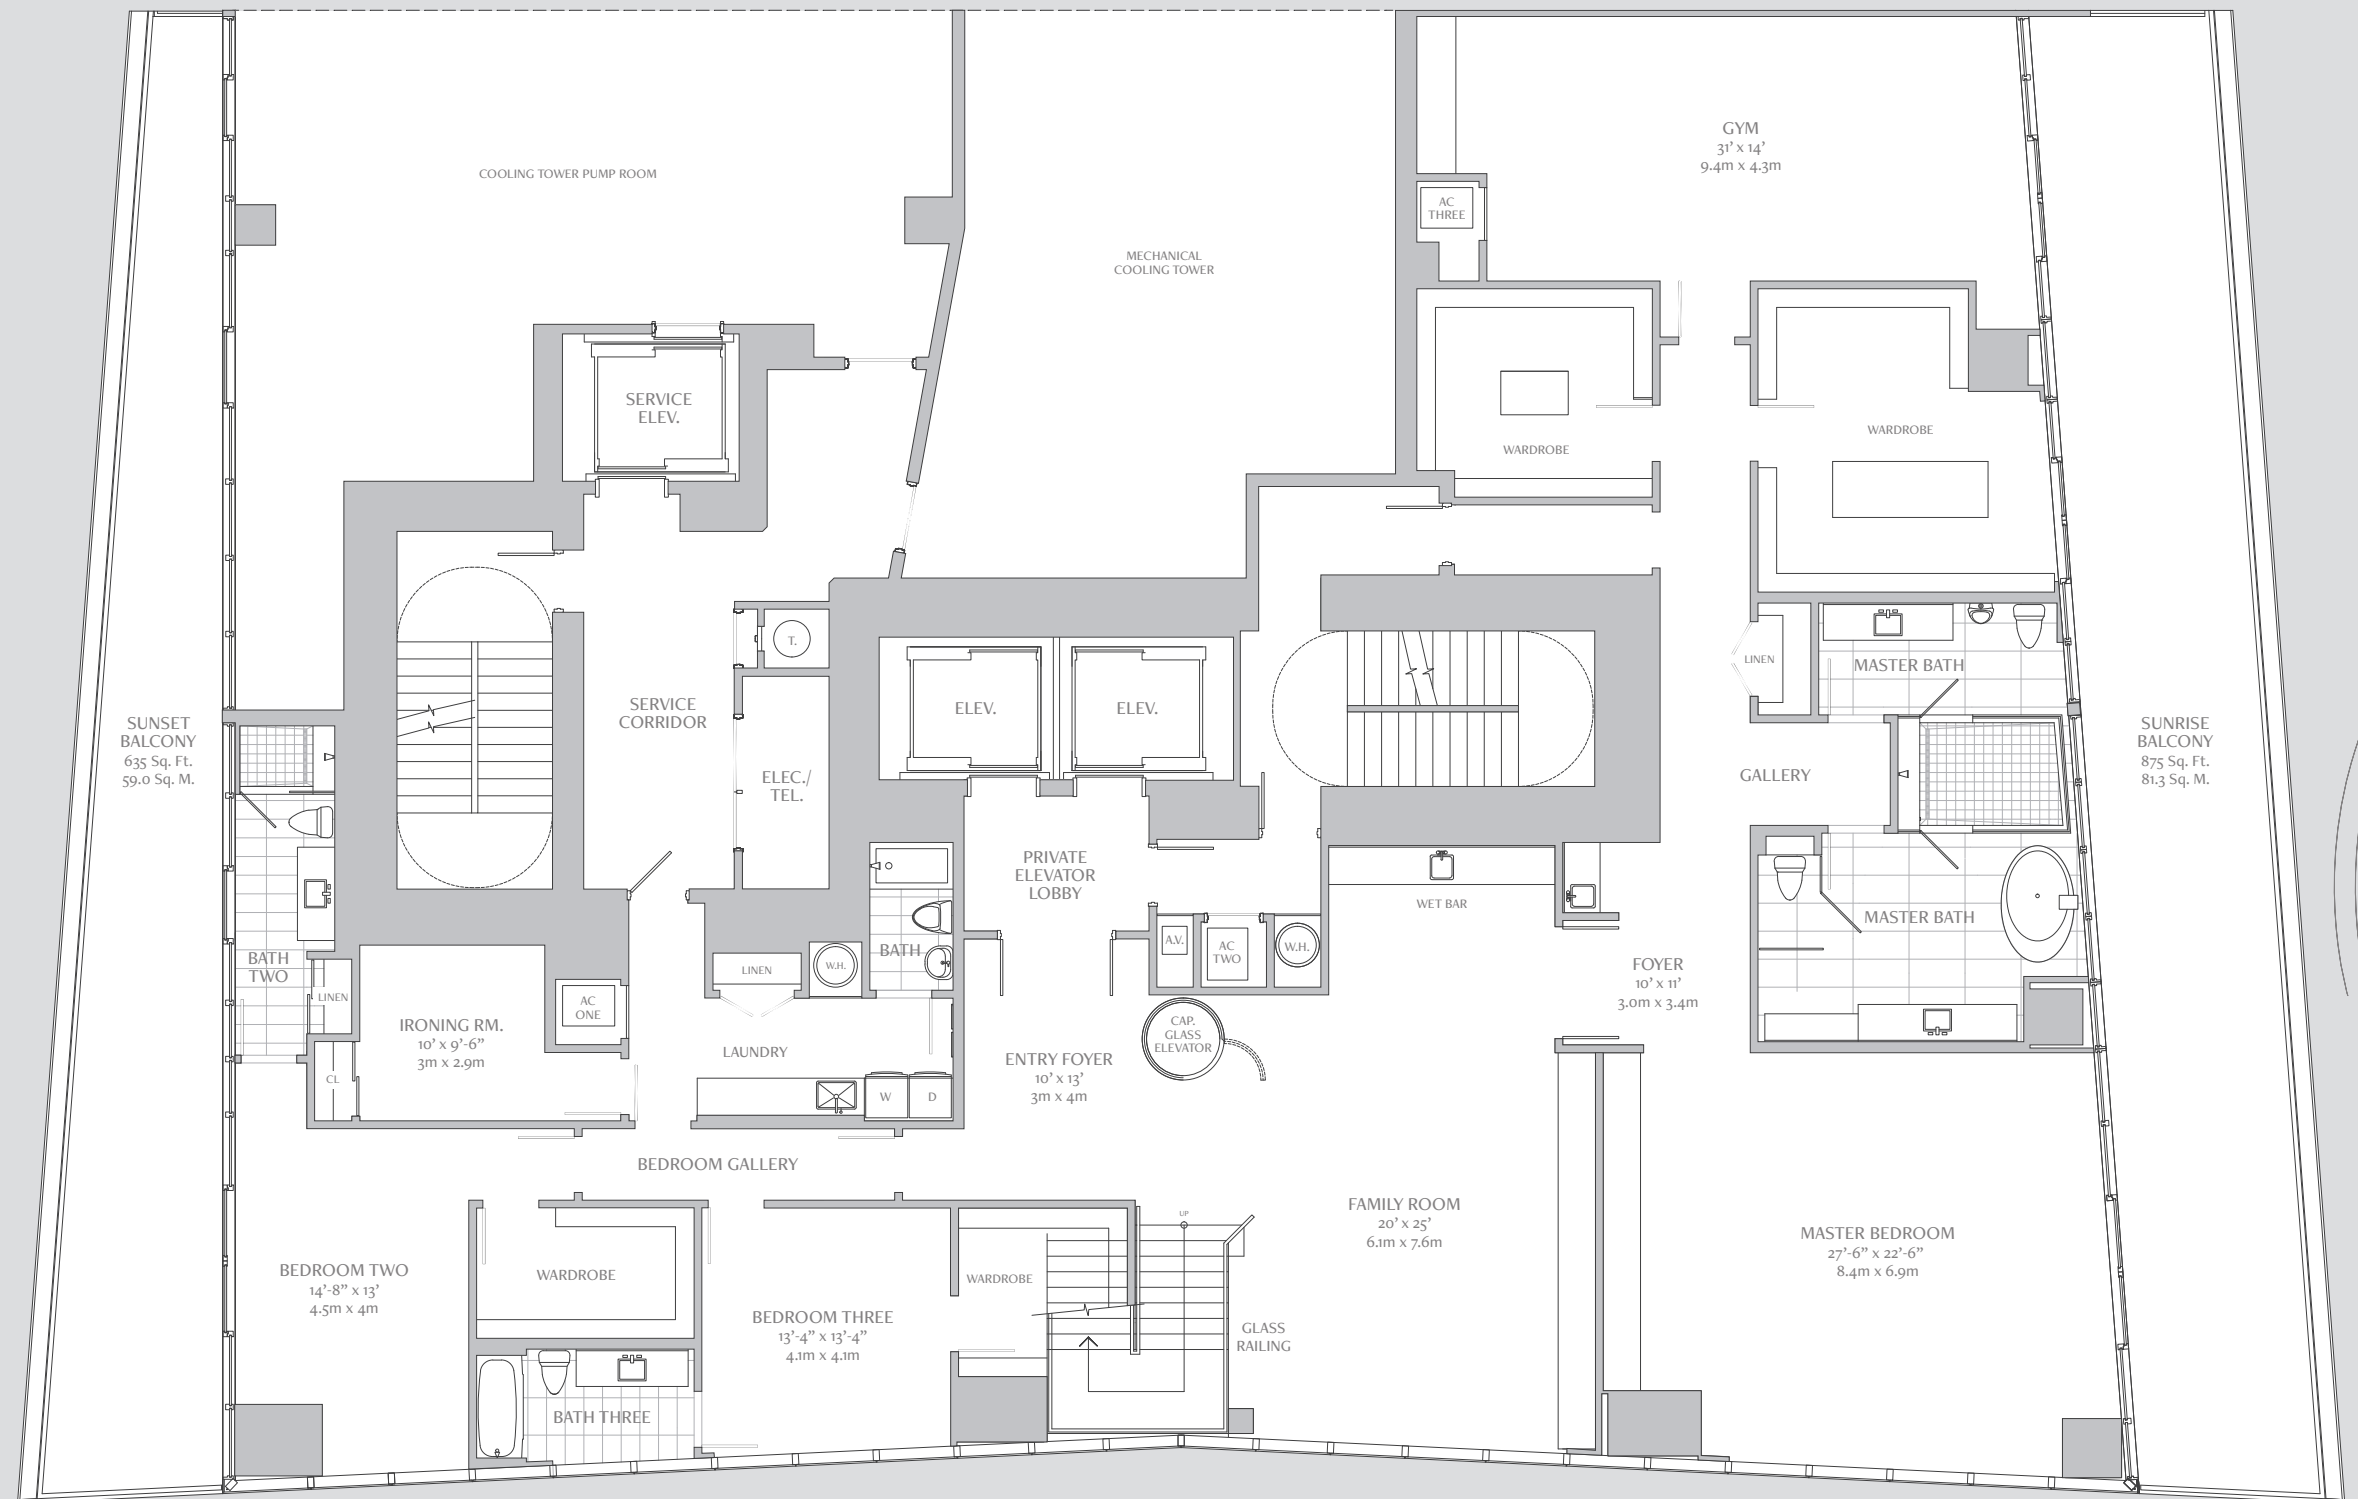 COOLING TOWER PUMP ROOM
MECHANICAL
COOLING TOWER
GYM
31' x 14'
9.4m x 4.3m
AC
THREE
WARDROBE
WARDROBE
SERVICE
ELEV.
T.
SERVICE
CORRIDOR
ELEC./
TEL.
ELEV.
ELEV.
LINEN
MASTER BATH
SUNSET
BALCONY
635 Sq. Ft.
59.0 Sq. M.
GALLERY
SUNRISE
BALCONY
875 Sq. Ft.
81.3 Sq. M.
PRIVATE
ELEVATOR
LOBBY
WET BAR
MASTER BATH
BATH
TWO
LINEN
BATH
LINEN
W.H.
A.V.
AC
TWO
W.H.
FOYER
10' x 11'
3.0m x 3.4m
AC
ONE
IRONING RM.
10' x 9'-6"
3m x 2.9m
CL
LAUNDRY
W
D
ENTRY FOYER
10' x 13'
3m x 4m
CAP.
GLASS
ELEVATOR
BEDROOM GALLERY
UP
FAMILY ROOM
20' x 25'
6.1m x 7.6m
MASTER BEDROOM
27'-6" x 22'-6"
8.4m x 6.9m
BEDROOM TWO
14'-8" x 13'
4.5m x 4m
WARDROBE
BEDROOM THREE
13'-4" x 13'-4"
4.1m x 4.1m
WARDROBE
GLASS
RAILING
BATH THREE